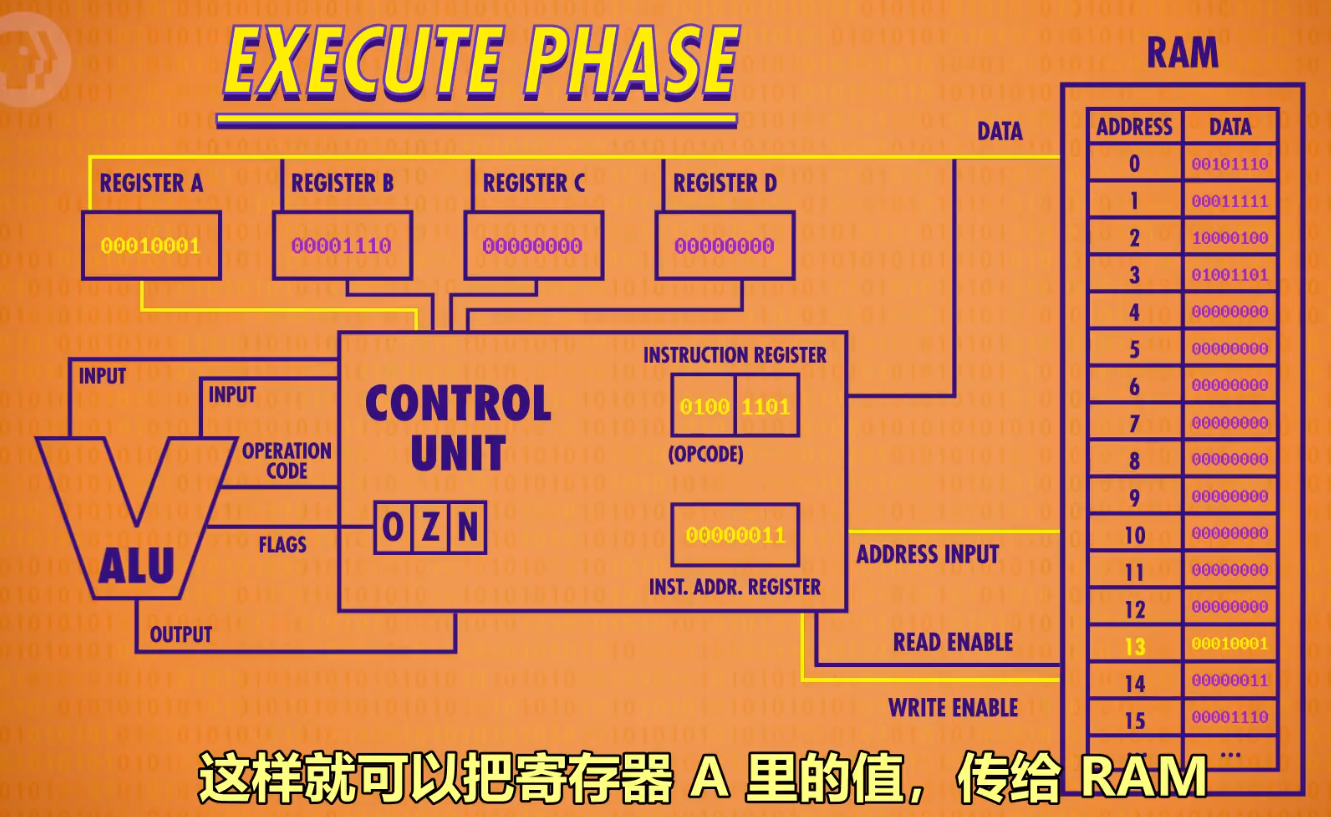 EXECUTE PHASE
RAM
DATA
ADDRESS DATA
0 00101110
1 00011111
2 10000100
3 01001101
4 00000000
5 00000000
6 00000000
7 00000000
8 00000000
9 00000000
10 00000000
11 00000000
12 00000000
13 00010001
14 00000011
15 00001110
... ...
REGISTER A
00010001
REGISTER B
00001110
REGISTER C
00000000
REGISTER D
00000000
CONTROL
UNIT
INSTRUCTION REGISTER
0100 1101
(OPCODE)
00000011
INST. ADDR. REGISTER
O Z N
INPUT
INPUT
OPERATION
CODE
FLAGS
ALU
OUTPUT
ADDRESS INPUT
READ ENABLE
WRITE ENABLE
这样就可以把寄存器 A 里的值，传给 RAM